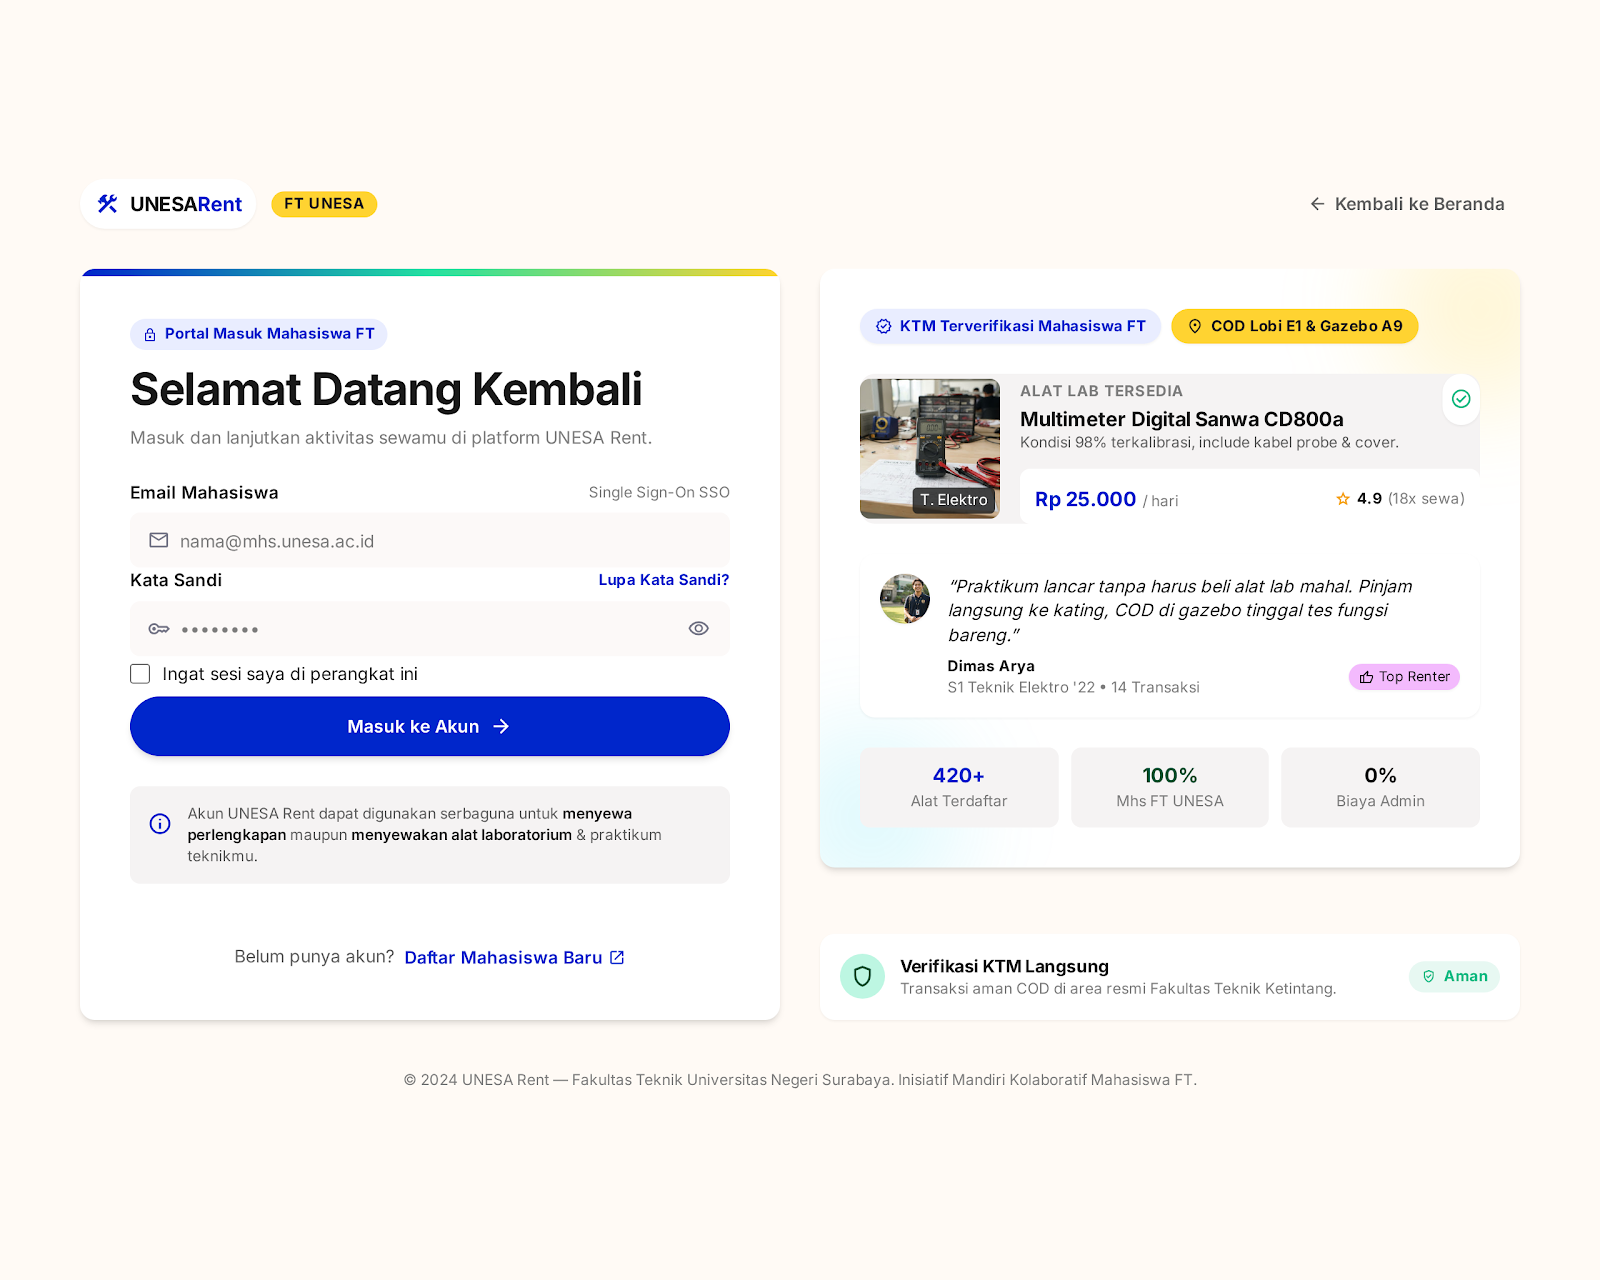 UNESARent
FT UNESA
Kembali ke Beranda
Portal Masuk Mahasiswa FT
Selamat Datang Kembali
Masuk dan lanjutkan aktivitas sewamu di platform UNESA Rent.
Email Mahasiswa
Single Sign-On SSO
nama@mhs.unesa.ac.id
Kata Sandi
Lupa Kata Sandi?
••••••••
Ingat sesi saya di perangkat ini
Masuk ke Akun
Akun UNESA Rent dapat digunakan serbaguna untuk menyewa
perlengkapan maupun menyewakan alat laboratorium & praktikum
teknikmu.
Belum punya akun? Daftar Mahasiswa Baru
KTM Terverifikasi Mahasiswa FT
COD Lobi E1 & Gazebo A9
T. Elektro
ALAT LAB TERSEDIA
Multimeter Digital Sanwa CD800a
Kondisi 98% terkalibrasi, include kabel probe & cover.
Rp 25.000 / hari
4.9 (18x sewa)
“Praktikum lancar tanpa harus beli alat lab mahal. Pinjam
langsung ke kating, COD di gazebo tinggal tes fungsi
bareng.”
Dimas Arya
S1 Teknik Elektro '22 • 14 Transaksi
Top Renter
420+
Alat Terdaftar
100%
Mhs FT UNESA
0%
Biaya Admin
Verifikasi KTM Langsung
Transaksi aman COD di area resmi Fakultas Teknik Ketintang.
Aman
© 2024 UNESA Rent — Fakultas Teknik Universitas Negeri Surabaya. Inisiatif Mandiri Kolaboratif Mahasiswa FT.